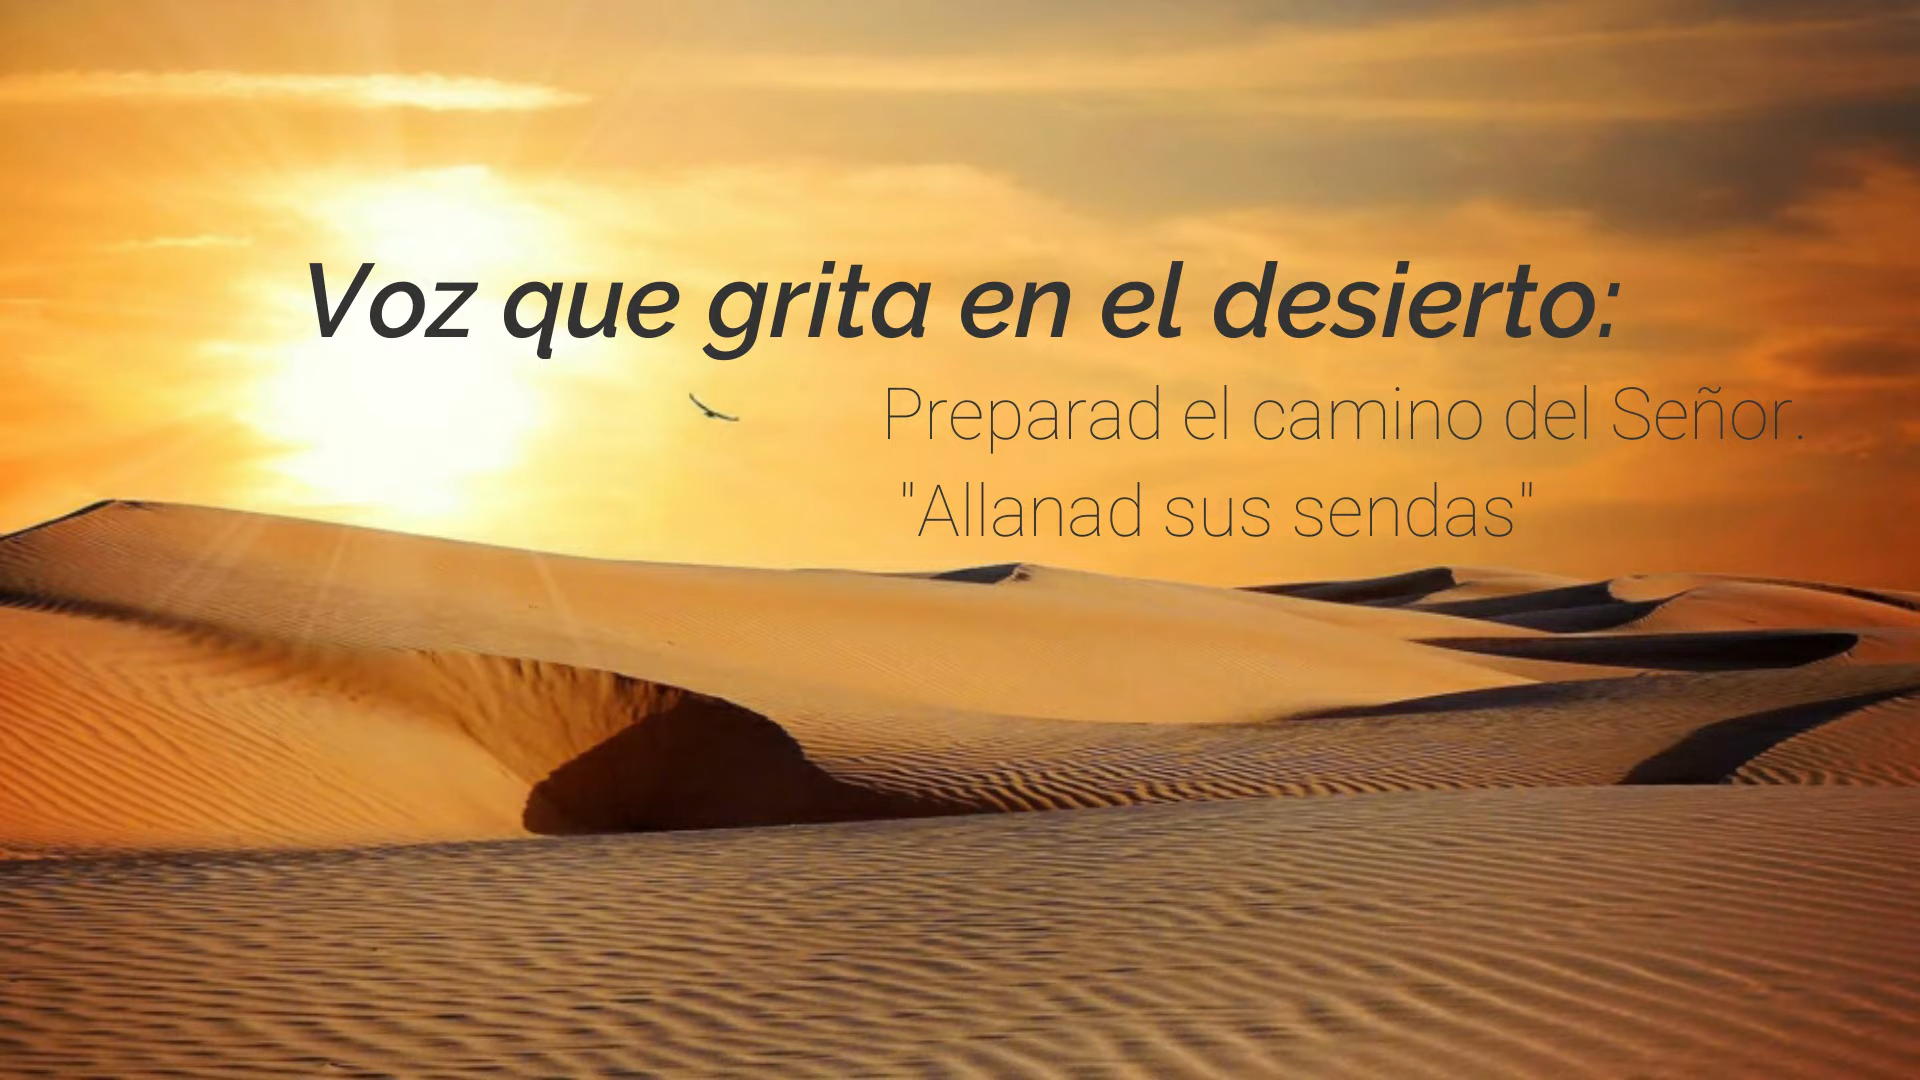 Voz que grita en el desierto:
Preparad el camino del Señor.
"Allanad sus sendas"